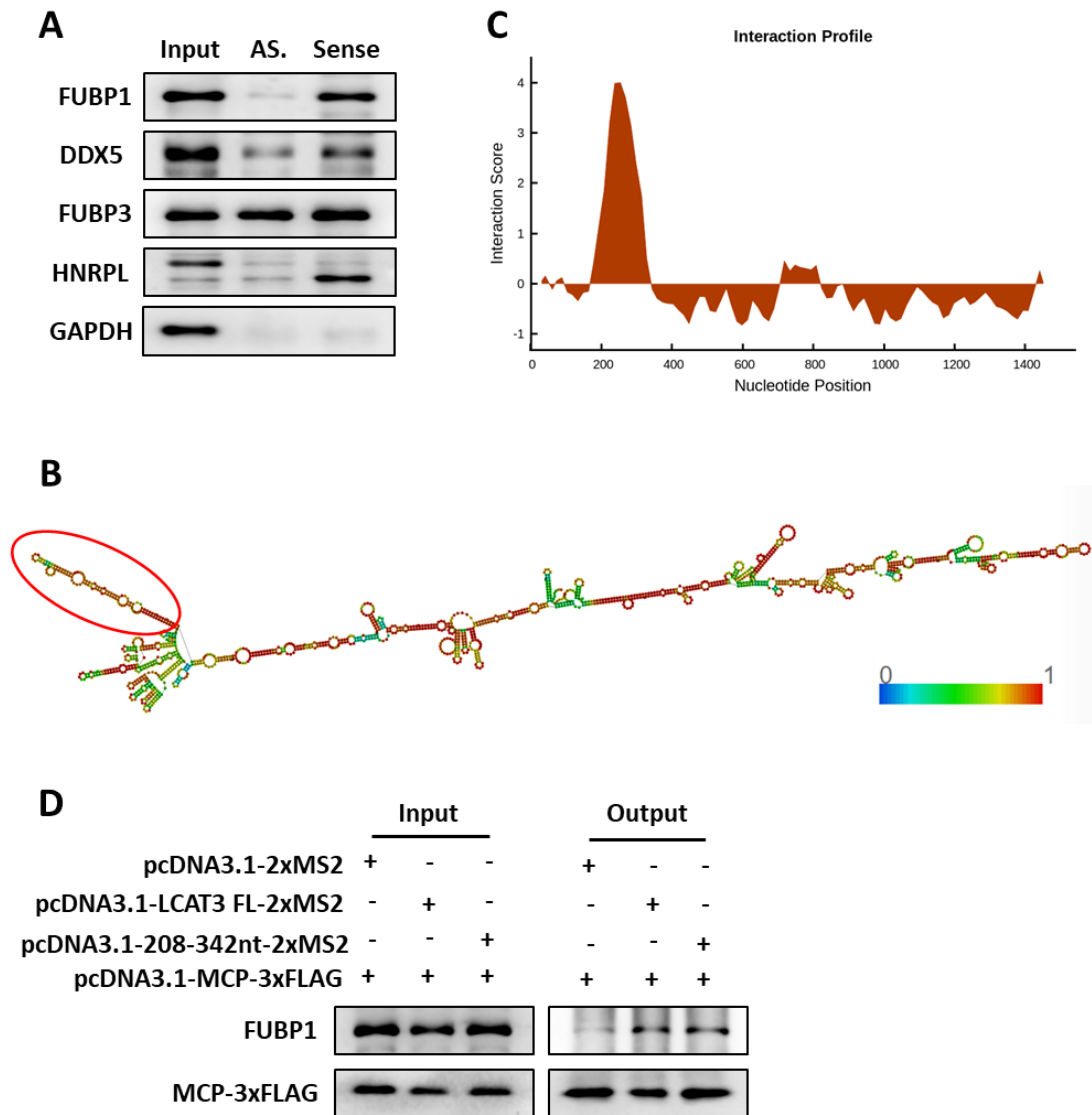 A
Input AS. Sense
FUBP1
DDX5
FUBP3
HNRPL
GAPDH
C
Interaction Profile
Interaction Score
4
3
2
1
0
-1
0 200 400 600 800 1000 1200 1400
Nucleotide Position
B
0 1
D
Input Output
pcDNA3.1-2xMS2 + - - + - -
pcDNA3.1-LCAT3 FL-2xMS2 - + - - + -
pcDNA3.1-208-342nt-2xMS2 - - + - - +
pcDNA3.1-MCP-3xFLAG + + + + + +
FUBP1
MCP-3xFLAG